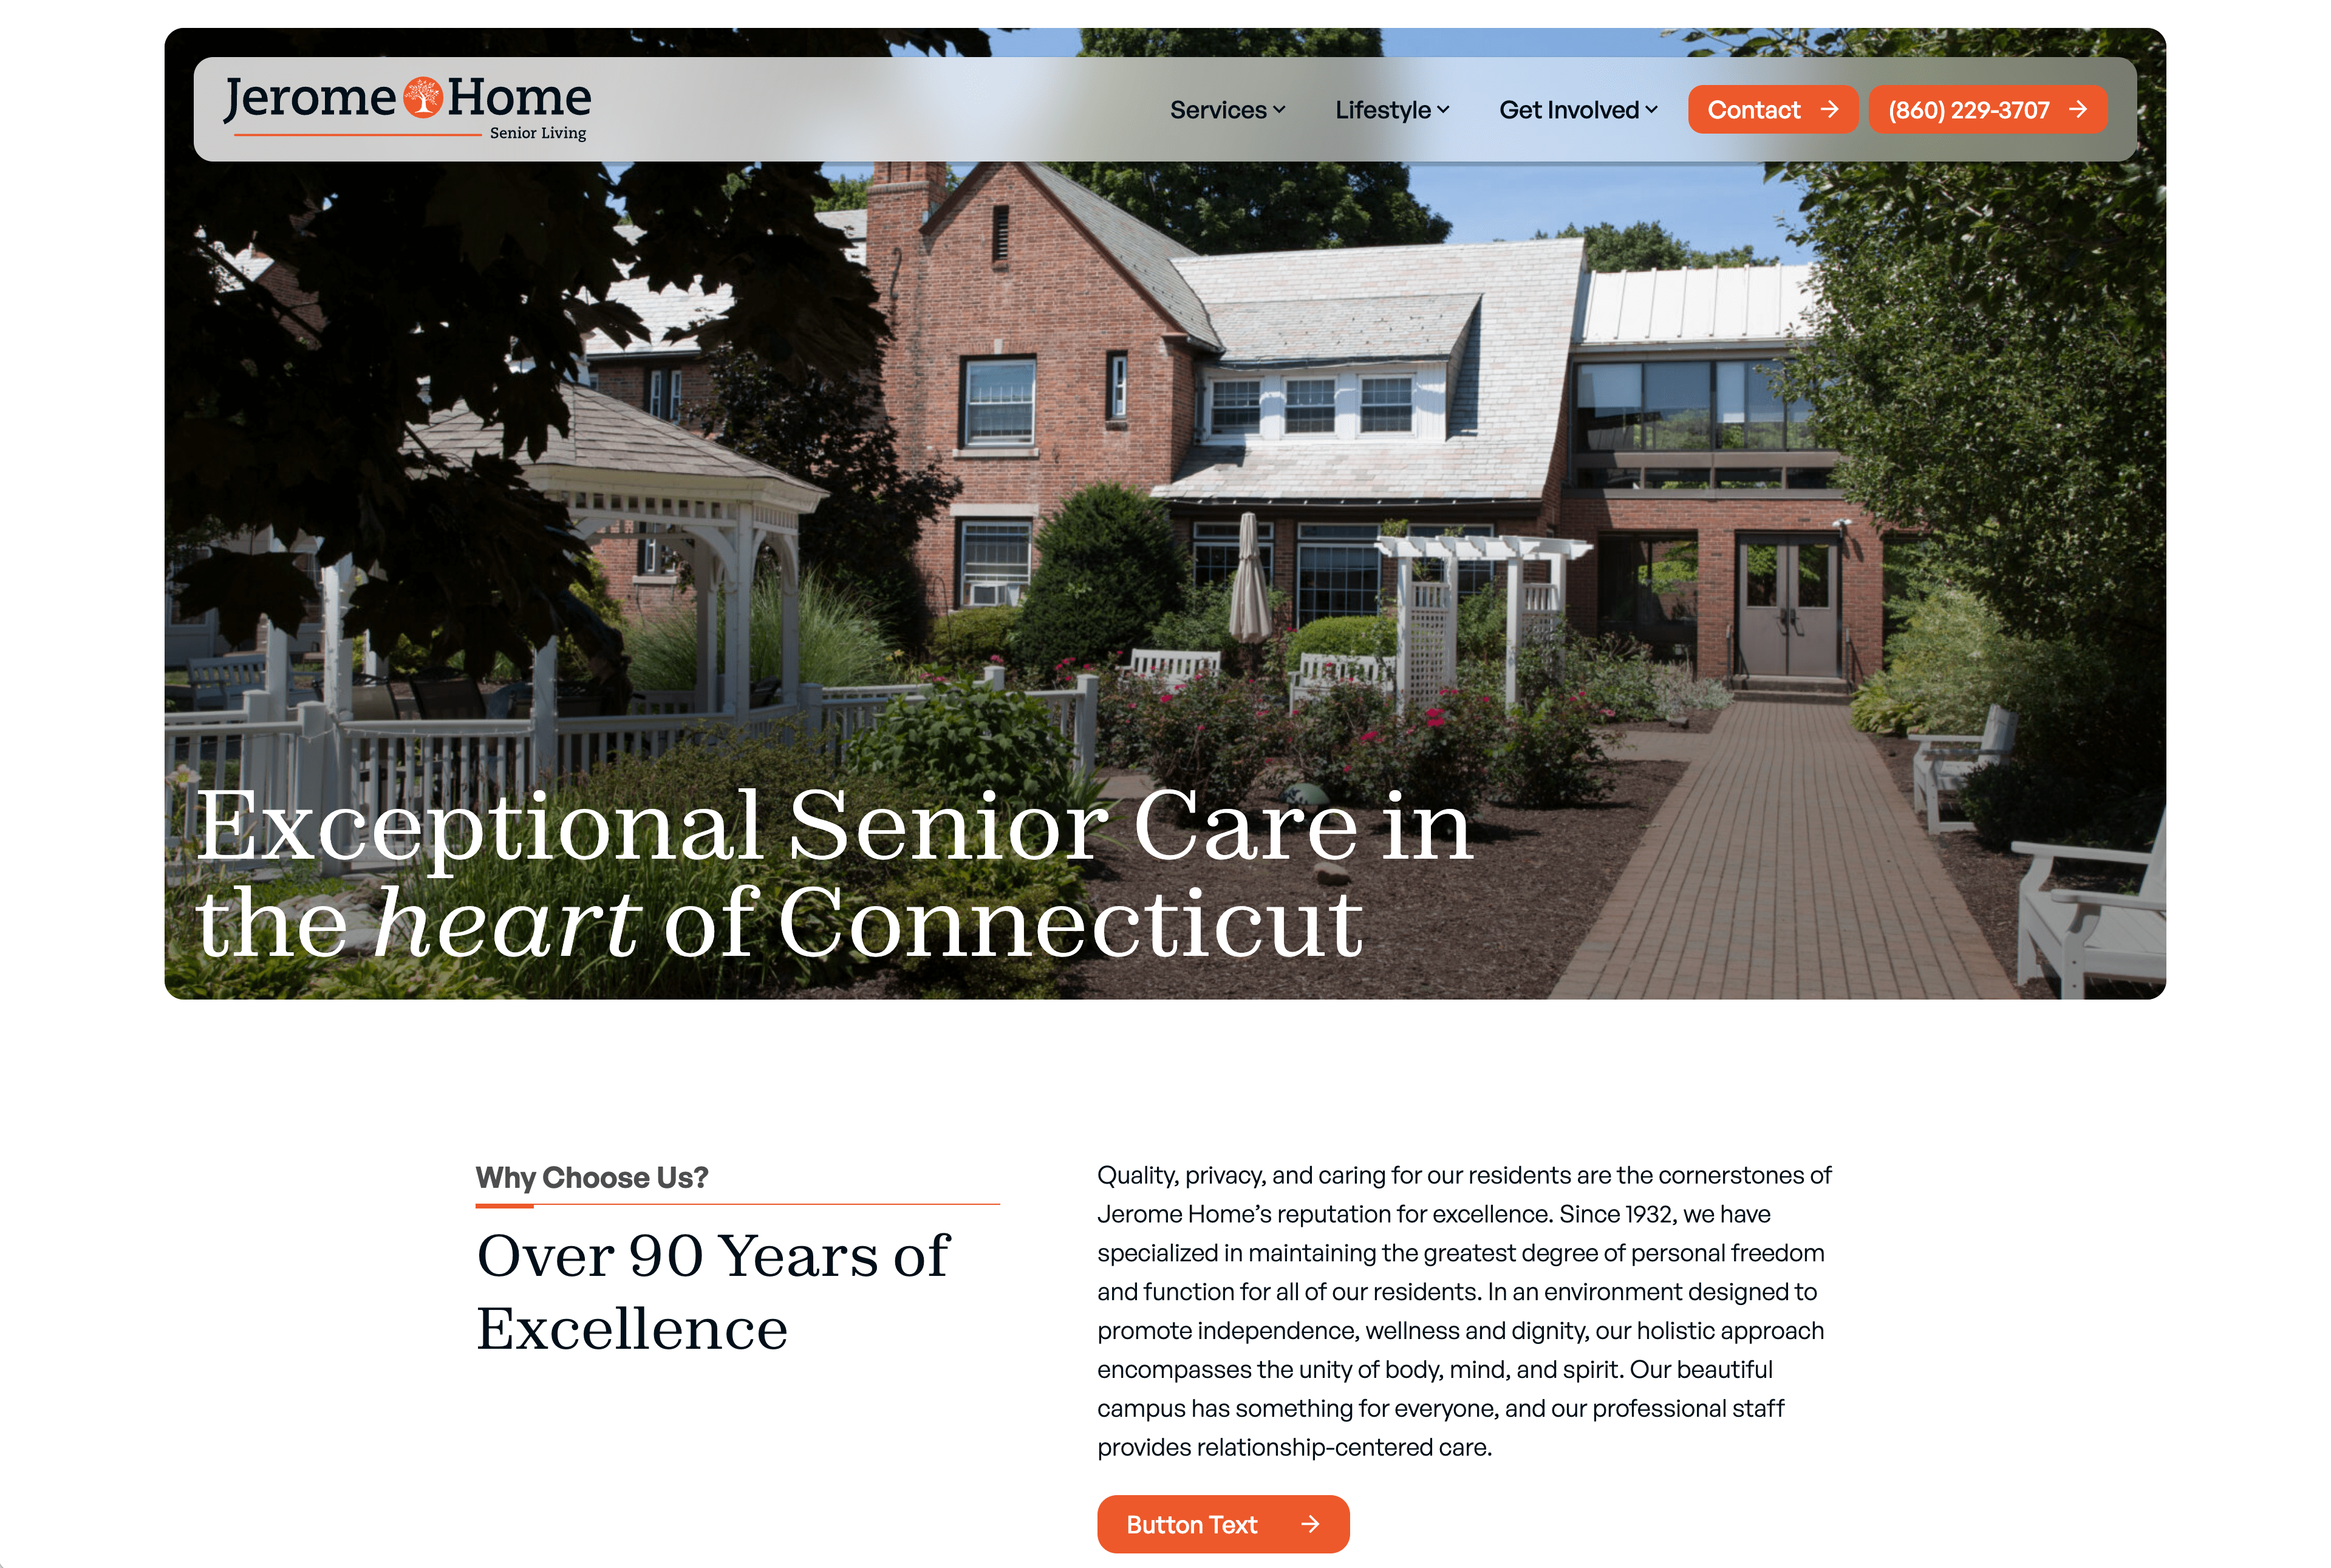 Jerome Home
Senior Living
Services
Lifestyle
Get Involved
Contact
(860) 229-3707
Exceptional Senior Care in
the heart of Connecticut
Why Choose Us?
Over 90 Years of
Excellence
Quality, privacy, and caring for our residents are the cornerstones of
Jerome Home’s reputation for excellence. Since 1932, we have
specialized in maintaining the greatest degree of personal freedom
and function for all of our residents. In an environment designed to
promote independence, wellness and dignity, our holistic approach
encompasses the unity of body, mind, and spirit. Our beautiful
campus has something for everyone, and our professional staff
provides relationship-centered care.
Button Text